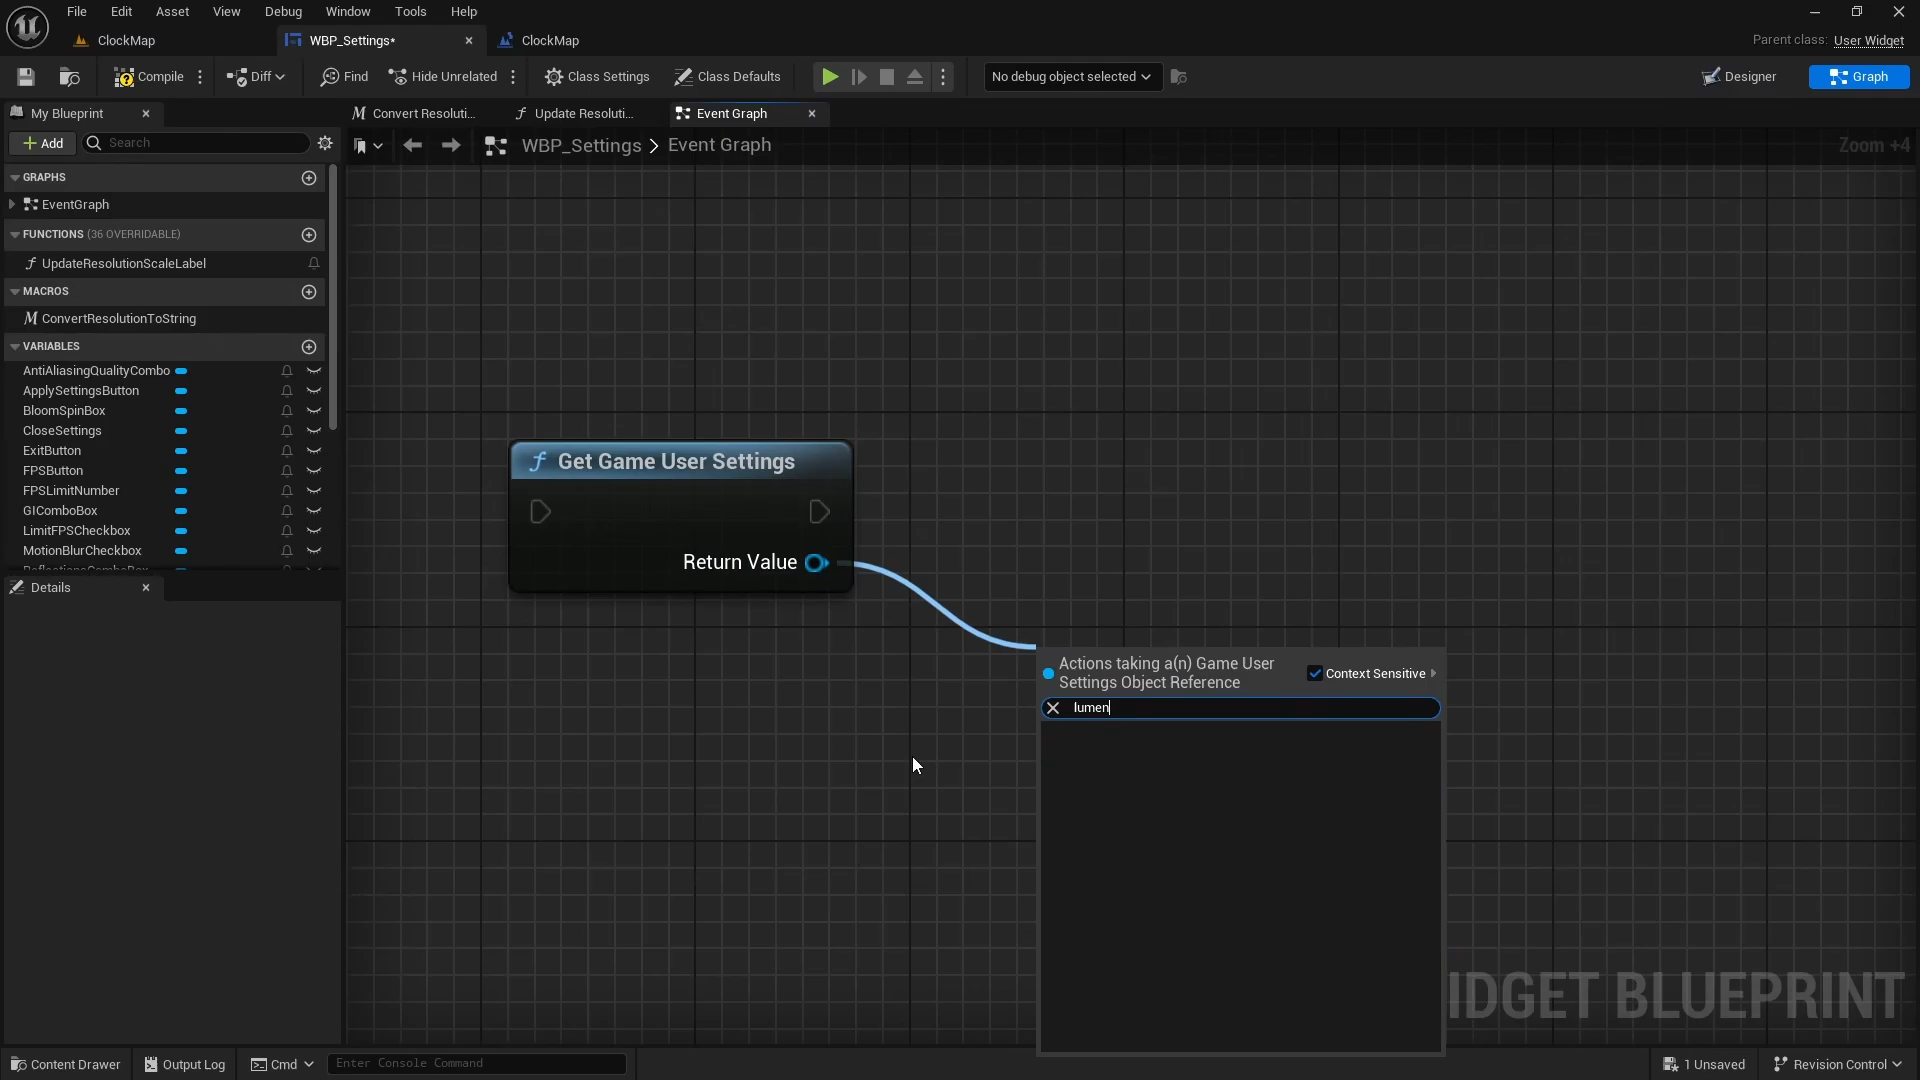 File Edit Asset View Debug Window Tools Help
ClockMap
WBP_Settings*
ClockMap
Parent class: User Widget
Compile
Diff
Find
Hide Unrelated
Class Settings
Class Defaults
No debug object selected
Designer
Graph
My Blueprint
Convert Resoluti...
Update Resoluti...
Event Graph
Add
Search
WBP_Settings > Event Graph
Zoom +4
GRAPHS
EventGraph
FUNCTIONS (36 OVERRIDABLE)
UpdateResolutionScaleLabel
MACROS
ConvertResolutionToString
VARIABLES
AntiAliasingQualityCombo
ApplySettingsButton
BloomSpinBox
CloseSettings
ExitButton
FPSButton
FPSLimitNumber
GIComboBox
LimitFPSCheckbox
MotionBlurCheckbox
Details
Get Game User Settings
Return Value
Actions taking a(n) Game User
Settings Object Reference
Context Sensitive
lumen
IDGET BLUEPRINT
Content Drawer
Output Log
Cmd
Enter Console Command
1 Unsaved
Revision Control